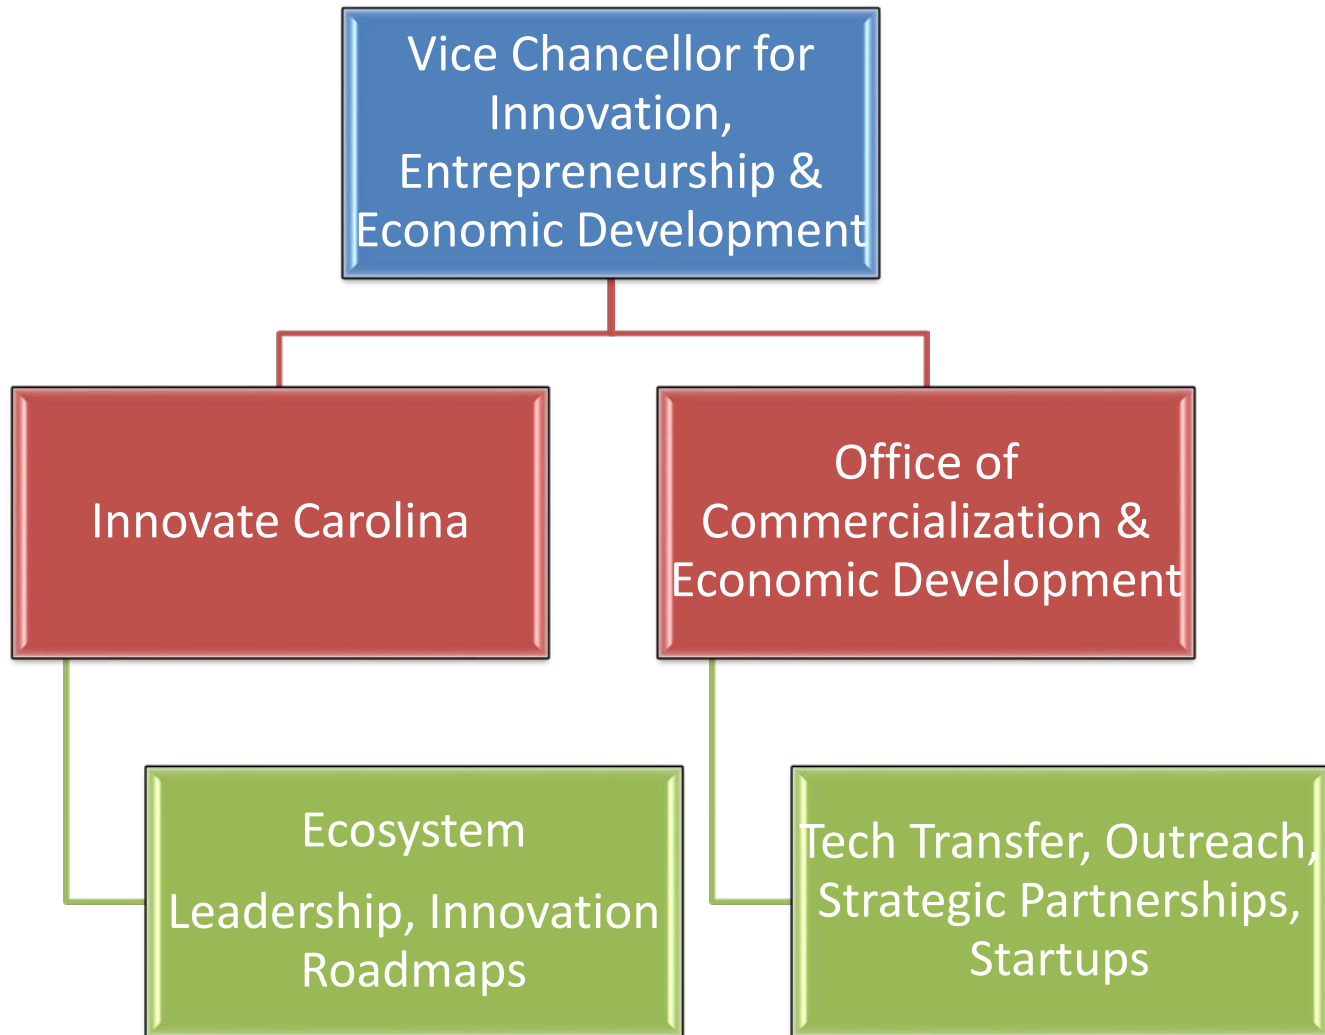 Vice Chancellor for
Innovation,
Entrepreneurship &
Economic Development
Innovate Carolina
Office of
Commercialization &
Economic Development
Ecosystem
Leadership, Innovation
Roadmaps
Tech Transfer, Outreach,
Strategic Partnerships,
Startups